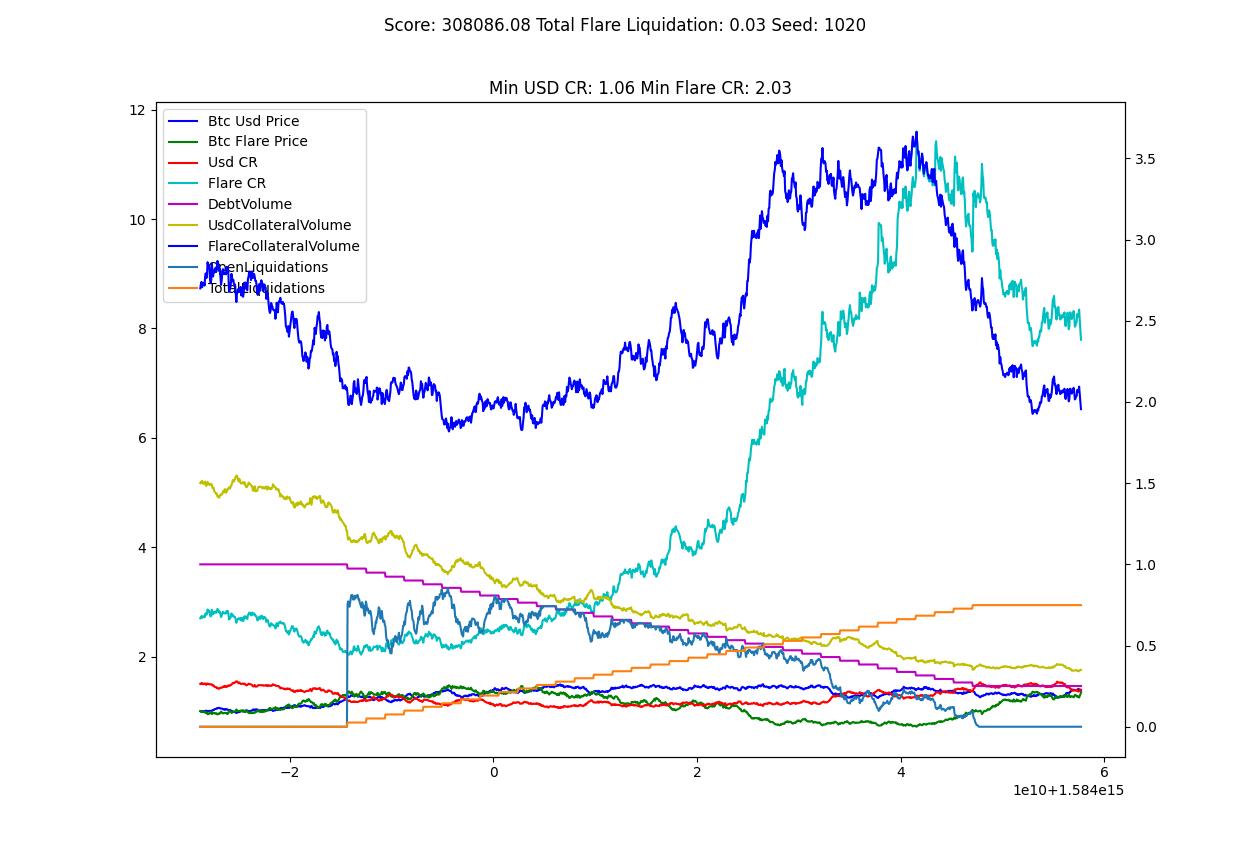 Score: 308086.08 Total Flare Liquidation: 0.03 Seed: 1020
Min USD CR: 1.06 Min Flare CR: 2.03
Btc Usd Price
Btc Flare Price
Usd CR
Flare CR
DebtVolume
UsdCollateralVolume
FlareCollateralVolume
OpenLiquidations
TotalLiquidations
12
10
8
6
4
2
3.5
3.0
2.5
2.0
1.5
1.0
0.5
0.0
−2
0
2
4
6
1e10+1.584e15